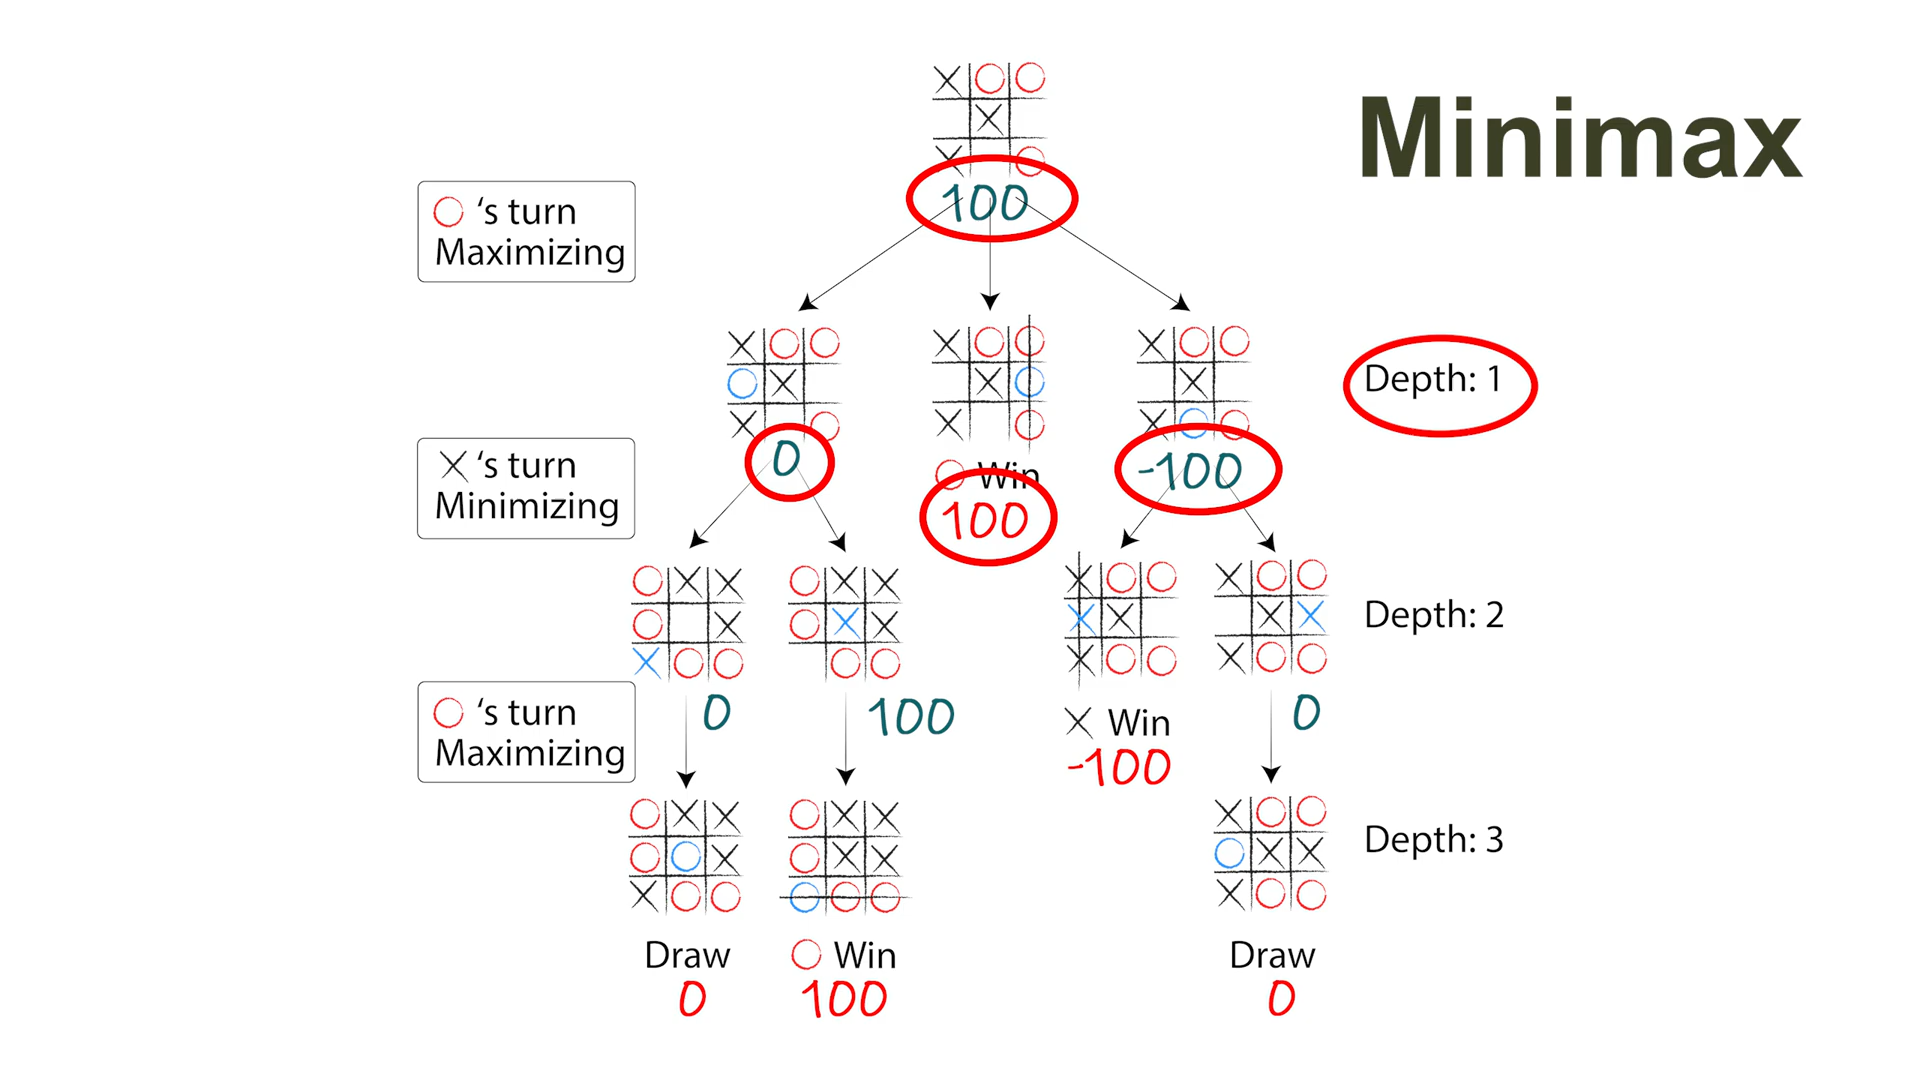 Minimax
100
's turn
Maximizing
Depth: 1
's turn
Minimizing
0
Win
100
-100
Depth: 2
's turn
Maximizing
0
100
Win
-100
0
Depth: 3
Draw
0
Win
100
Draw
0